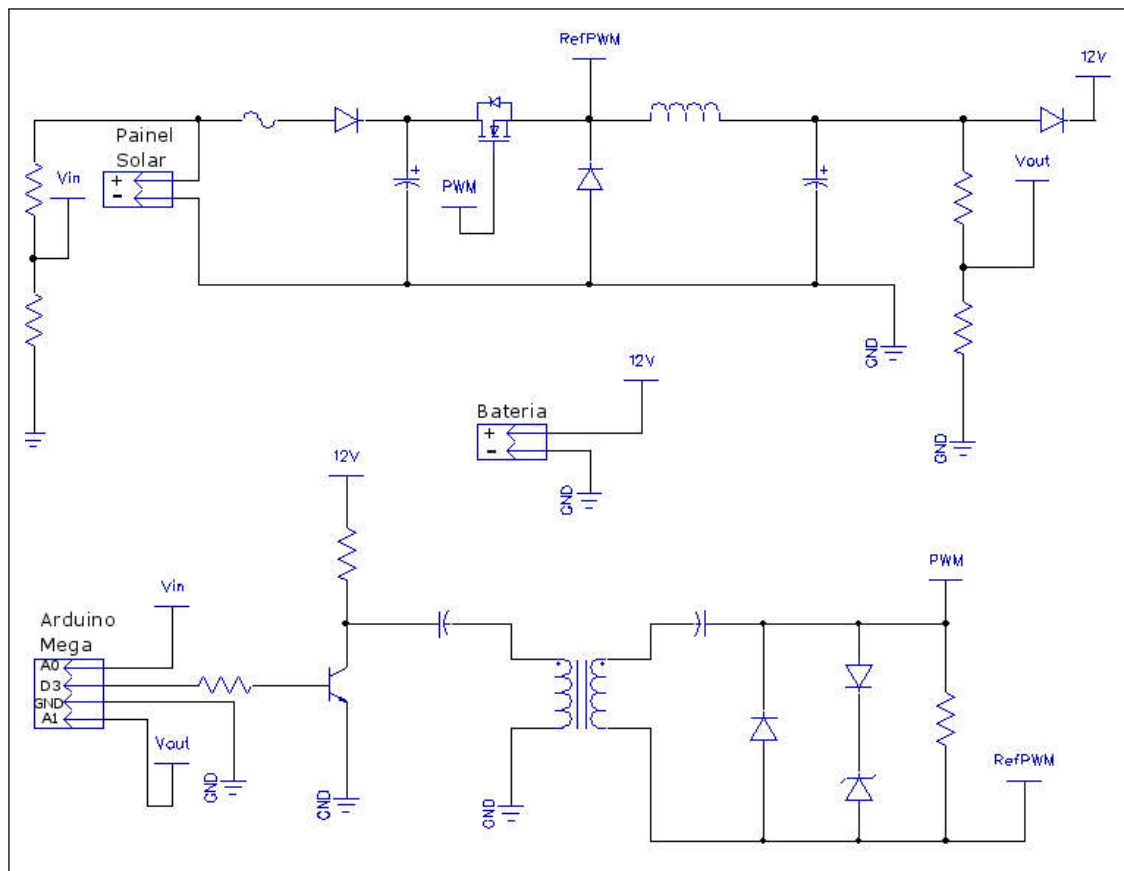 RefPWM
12V
Painel
Solar
Vin
+
-
PWM
Vout
GND
12V
Bateria
+
-
GND
GND
12V
PWM
Vin
Arduino
Mega
A0
D3
GND
A1
Vout
RefPWM
GND
GND
GND